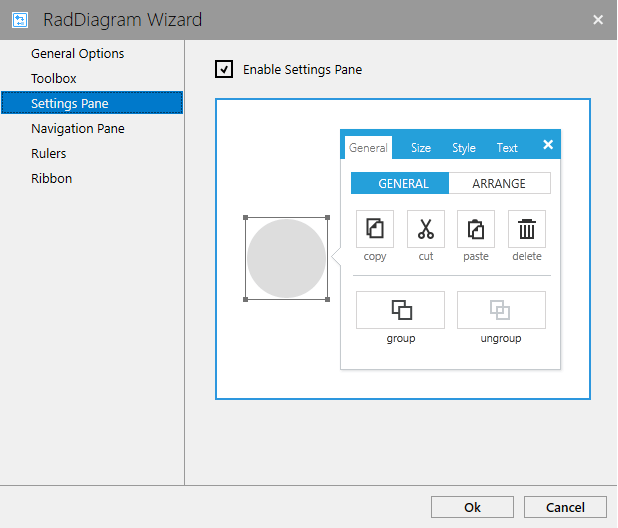 RadDiagram Wizard
General Options
Toolbox
Settings Pane
Navigation Pane
Rulers
Ribbon
Enable Settings Pane
General Size Style Text
GENERAL ARRANGE
copy cut paste delete
group ungroup
Ok Cancel